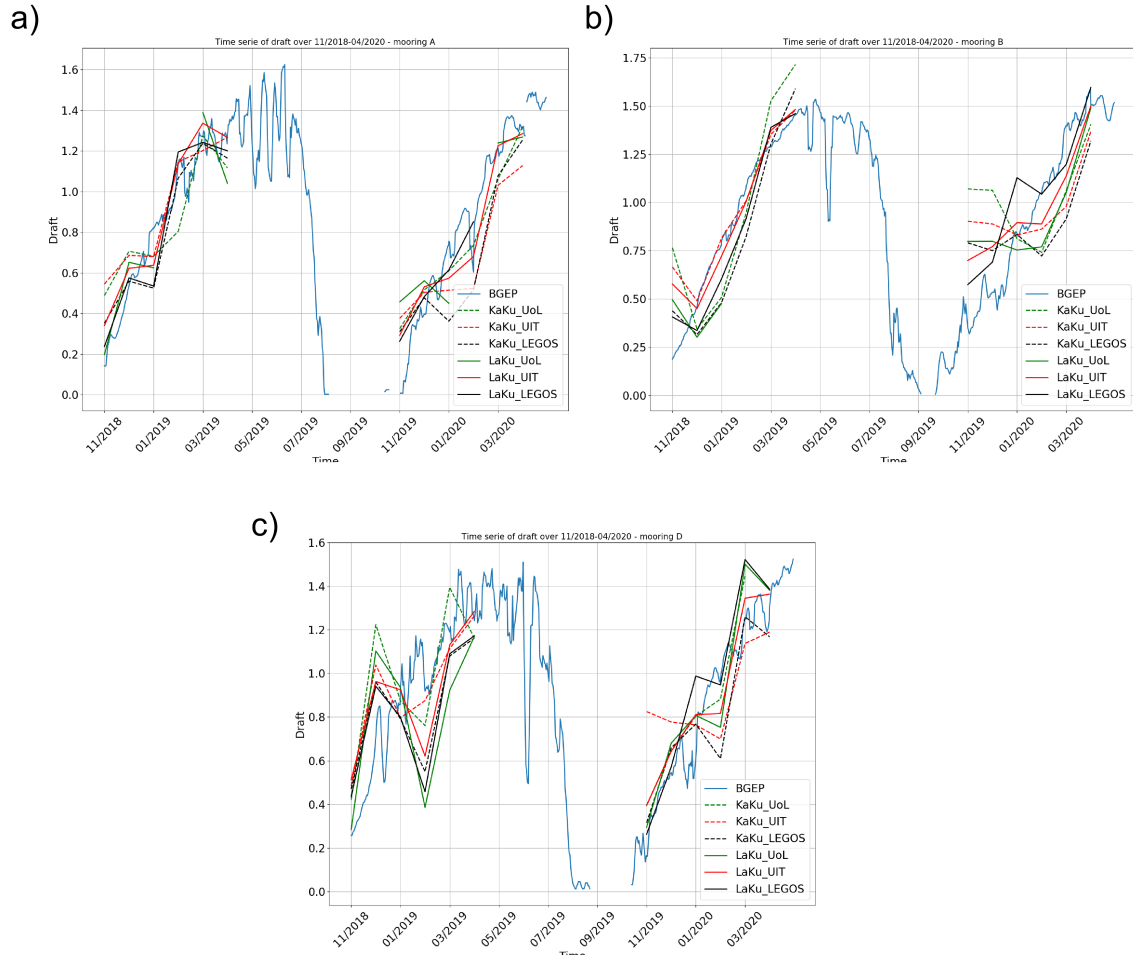 a)
Time serie of draft over 11/2018-04/2020 - mooring A
1.6
1.4
1.2
1.0
0.8
0.6
0.4
0.2
0.0
Draft
BGEP
KaKu_UoL
KaKu_UIT
KaKu_LEGOS
LaKu_UoL
LaKu_UIT
LaKu_LEGOS
11/2018
01/2019
03/2019
05/2019
07/2019
09/2019
11/2019
01/2020
03/2020
Time
b)
Time serie of draft over 11/2018-04/2020 - mooring B
1.75
1.50
1.25
1.00
0.75
0.50
0.25
0.00
Draft
BGEP
KaKu_UoL
KaKu_UIT
KaKu_LEGOS
LaKu_UoL
LaKu_UIT
LaKu_LEGOS
11/2018
01/2019
03/2019
05/2019
07/2019
09/2019
11/2019
01/2020
03/2020
Time
c)
Time serie of draft over 11/2018-04/2020 - mooring D
1.6
1.4
1.2
1.0
0.8
0.6
0.4
0.2
0.0
Draft
BGEP
KaKu_UoL
KaKu_UIT
KaKu_LEGOS
LaKu_UoL
LaKu_UIT
LaKu_LEGOS
11/2018
01/2019
03/2019
05/2019
07/2019
09/2019
11/2019
01/2020
03/2020
Time